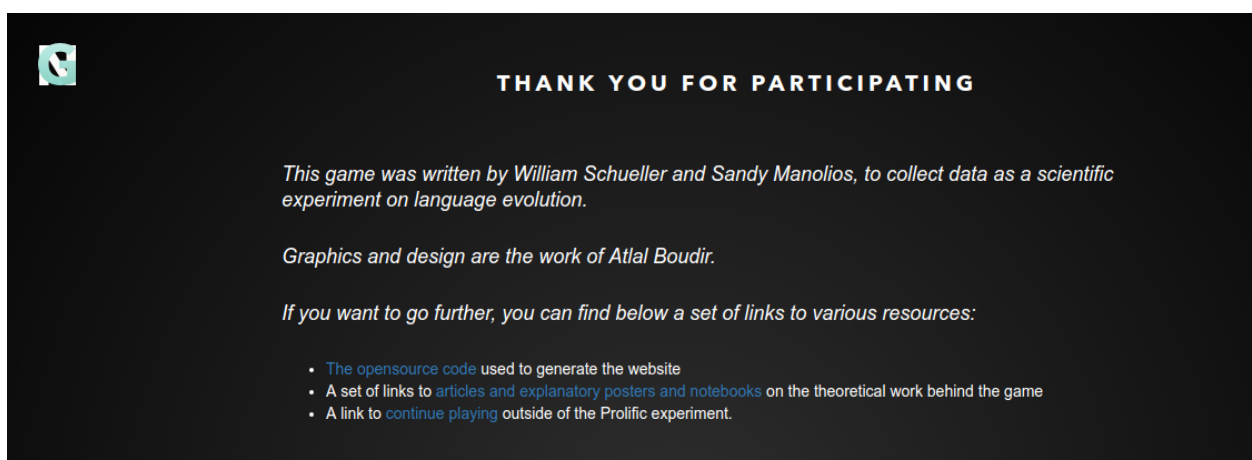 G
THANK YOU FOR PARTICIPATING
This game was written by William Schueller and Sandy Manolios, to collect data as a scientific
experiment on language evolution.
Graphics and design are the work of Atlal Boudir.
If you want to go further, you can find below a set of links to various resources:
• The opensource code used to generate the website
• A set of links to articles and explanatory posters and notebooks on the theoretical work behind the game
• A link to continue playing outside of the Prolific experiment.